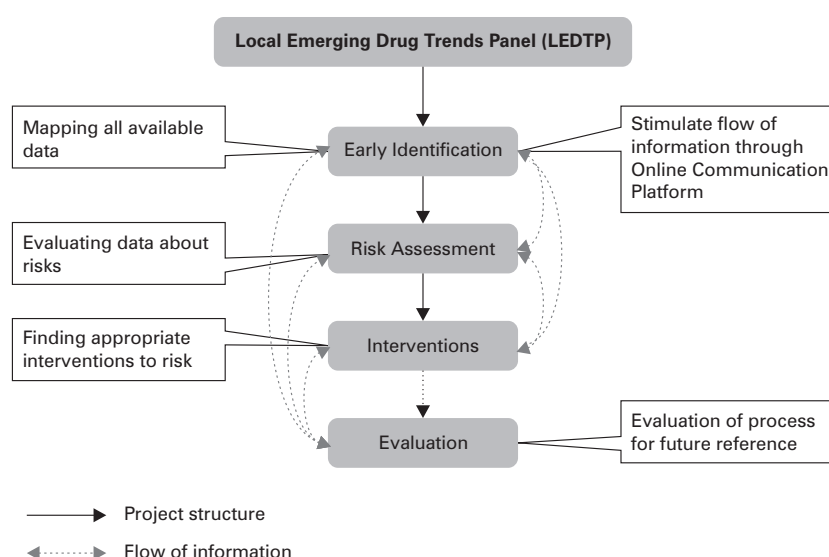 Local Emerging Drug Trends Panel (LEDTP)
Mapping all available
data
Early Identification
Stimulate flow of
information through
Online Communication
Platform
Evaluating data about
risks
Risk Assessment
Finding appropriate
interventions to risk
Interventions
Evaluation
Evaluation of process
for future reference
Project structure
Flow of information